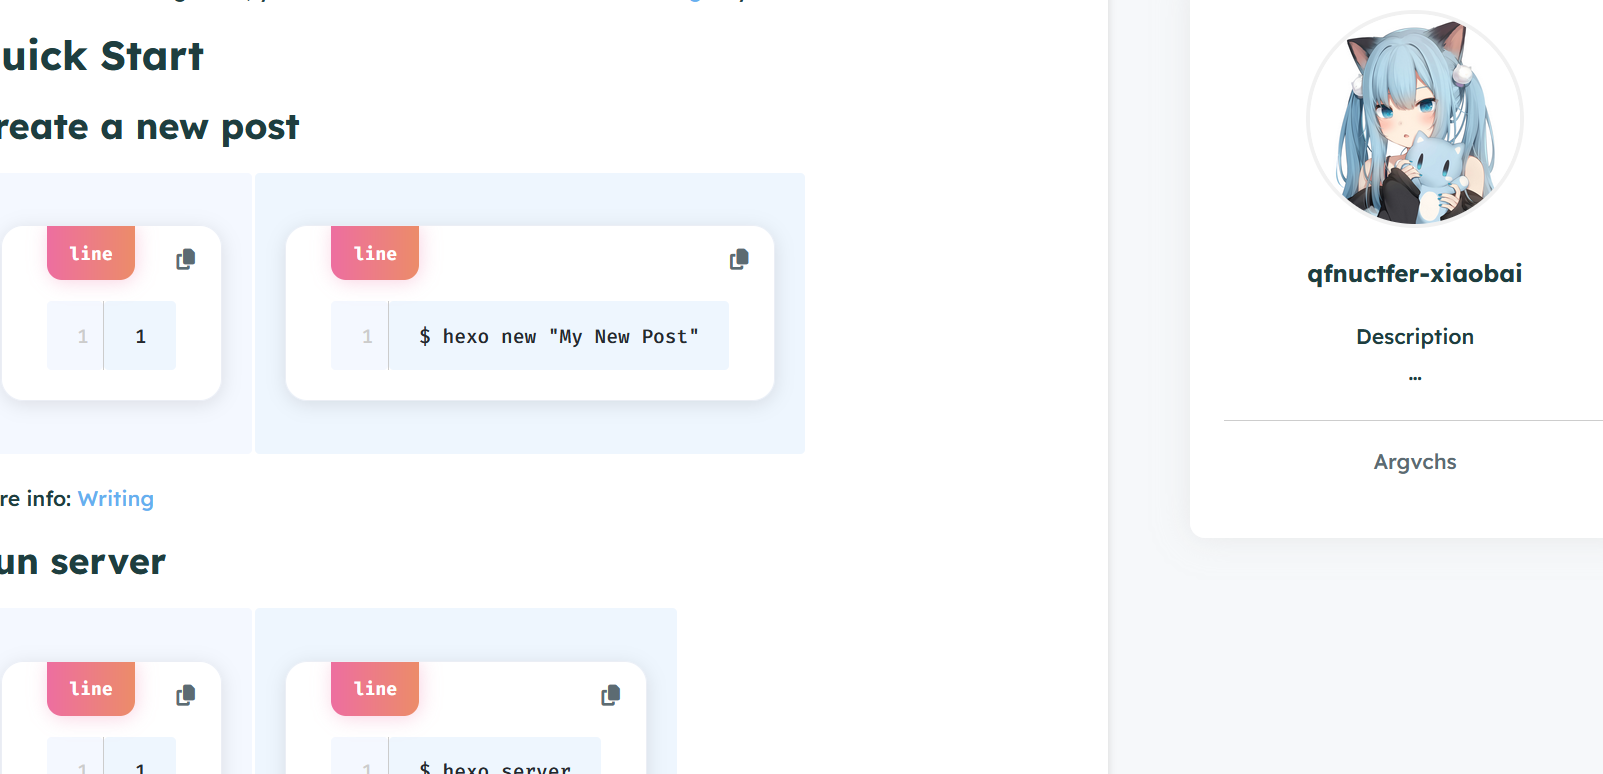 uick Start
reate a new post
line
1 1
line
1 $ hexo new "My New Post"
re info: Writing
un server
line
1 1
line
1 $ hexo server
qfnuctfer-xiaobai
Description
...
Argvchs